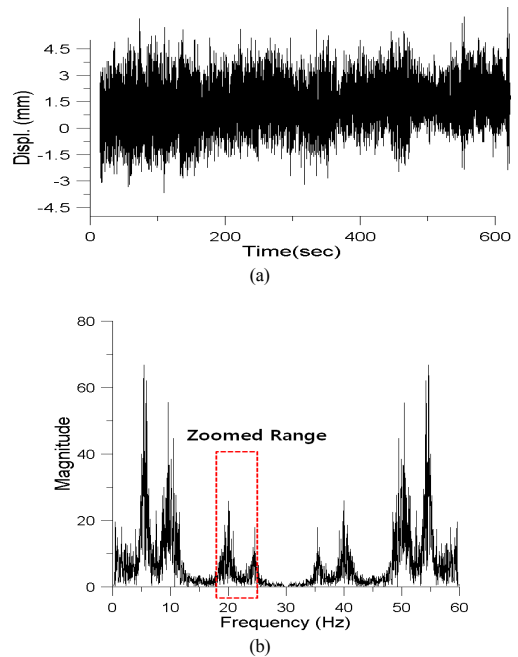 4.5
3
1.5
0
-1.5
-3
-4.5
Displ. (mm)
0 200 400 600
Time(sec)
(a)
80
60
40
20
0
Magnitude
Zoomed Range
0 10 20 30 40 50 60
Frequency (Hz)
(b)